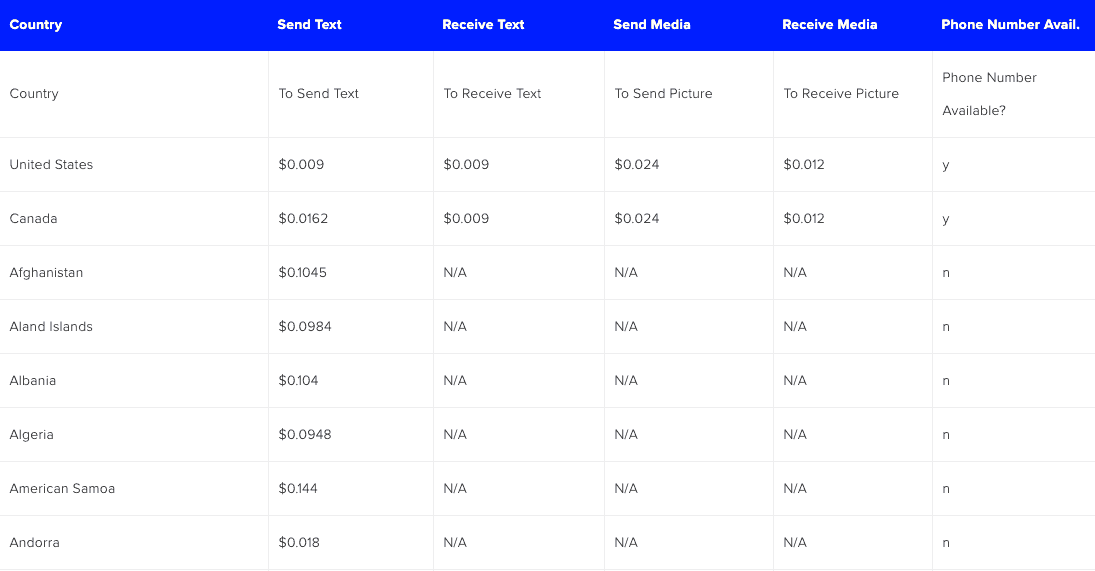 Country Send Text Receive Text Send Media Receive Media Phone Number Avail.
Country To Send Text To Receive Text To Send Picture To Receive Picture Phone Number
Available?
United States $0.009 $0.009 $0.024 $0.012 y
Canada $0.0162 $0.009 $0.024 $0.012 y
Afghanistan $0.1045 N/A N/A N/A n
Aland Islands $0.0984 N/A N/A N/A n
Albania $0.104 N/A N/A N/A n
Algeria $0.0948 N/A N/A N/A n
American Samoa $0.144 N/A N/A N/A n
Andorra $0.018 N/A N/A N/A n